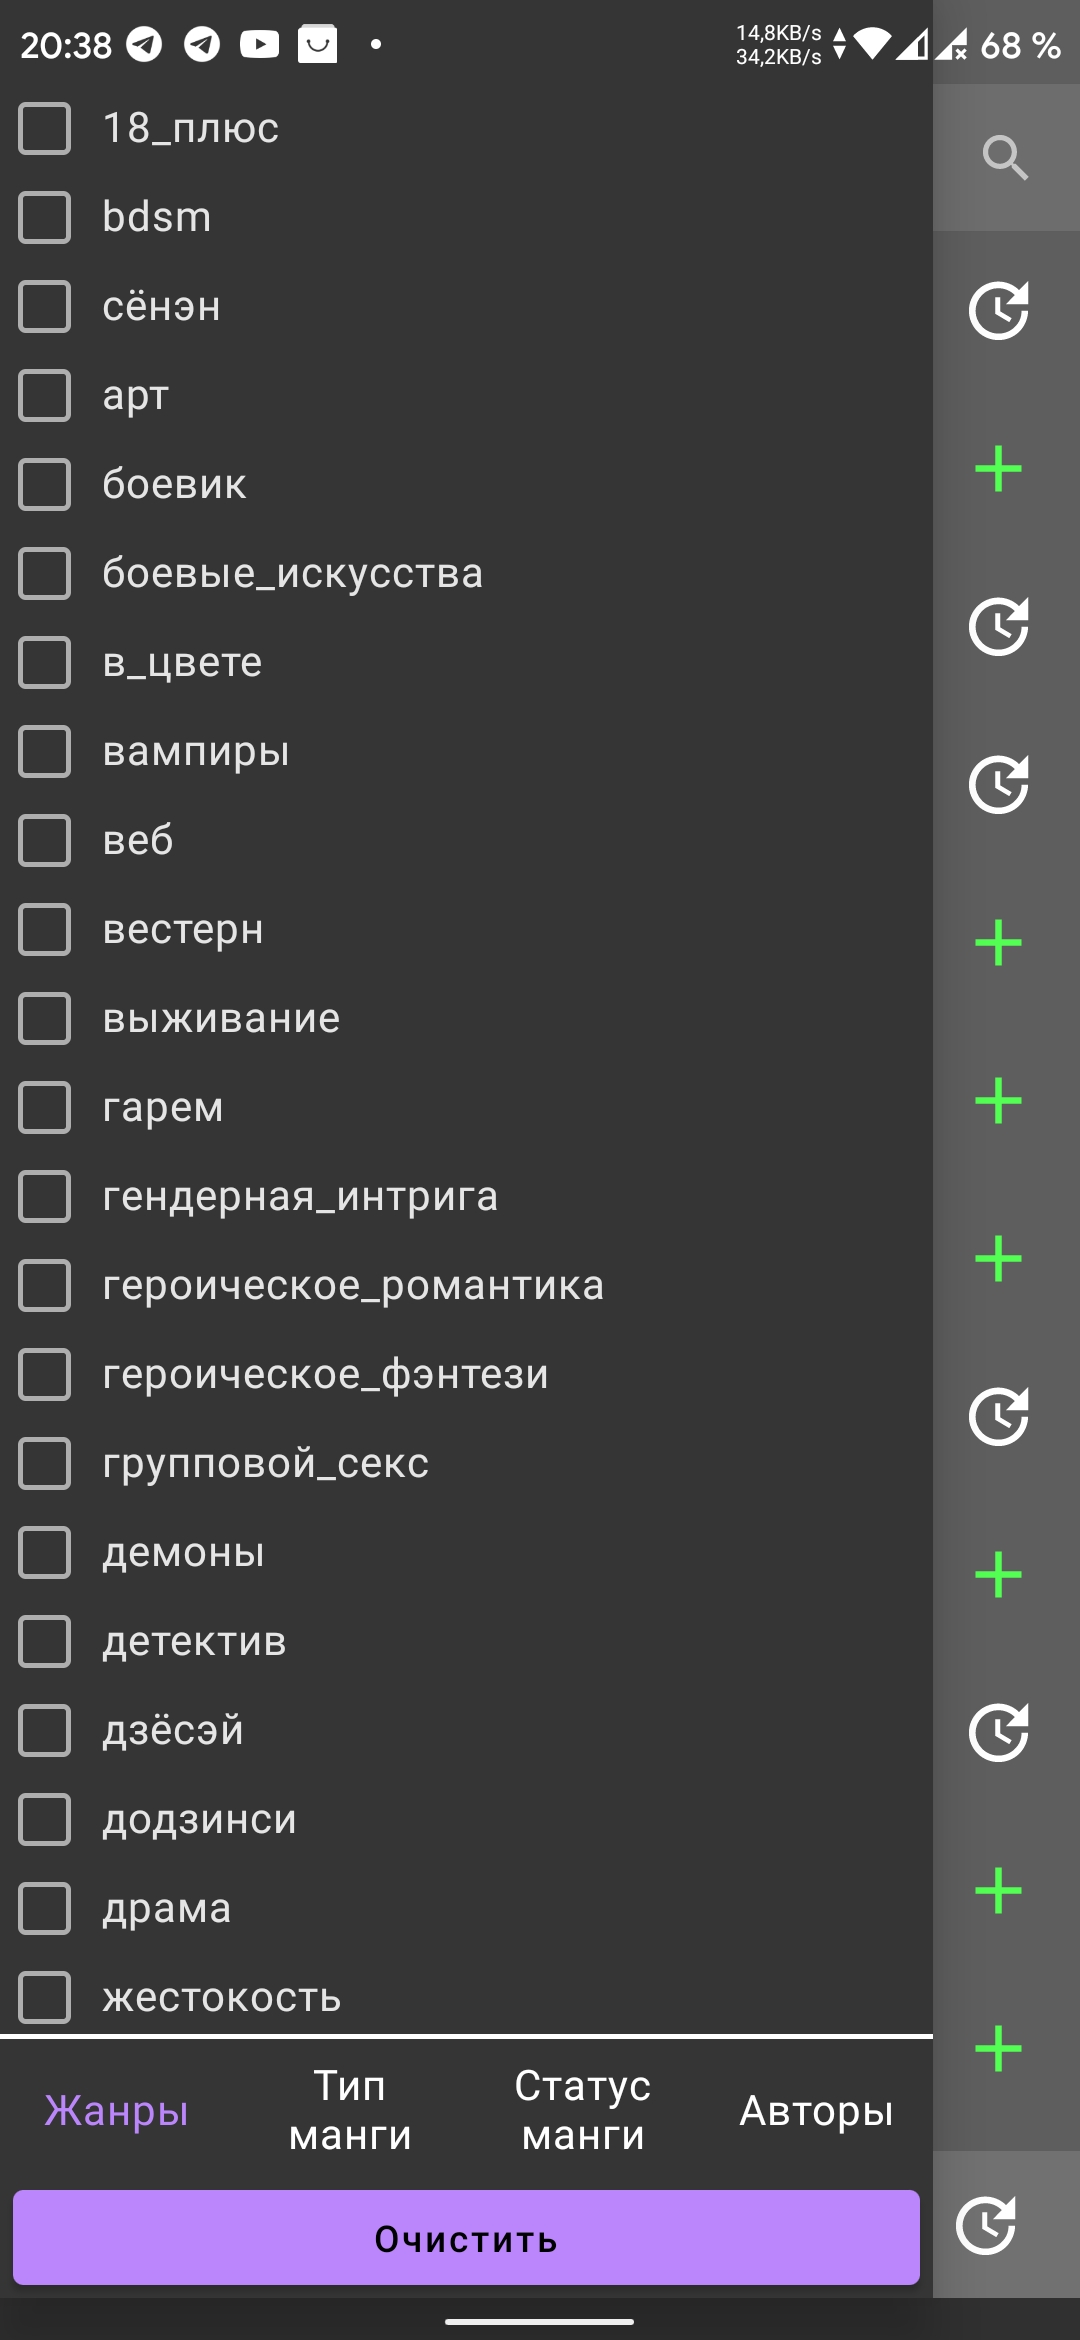 20:38
14,8KB/s
34,2KB/s
68 %
18_плюс
bdsm
сёнэн
арт
боевик
боевые_искусства
в_цвете
вампиры
веб
вестерн
выживание
гарем
гендерная_интрига
героическое_романтика
героическое_фэнтези
групповой_секс
демоны
детектив
дзёсэй
додзинси
драма
жестокость
Жанры
Тип
манги
Статус
манги
Авторы
Очистить